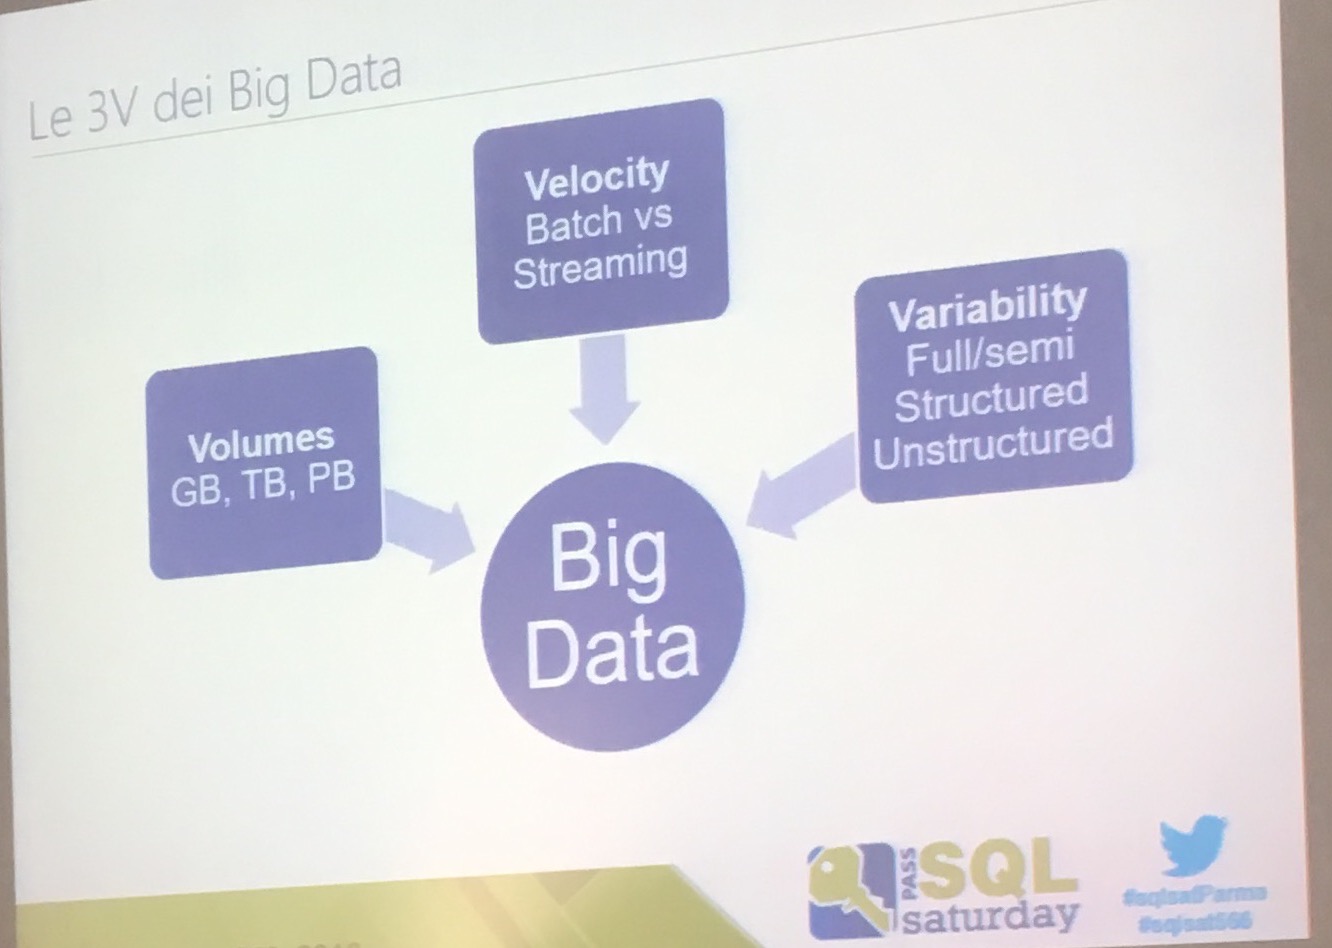 Le 3V dei Big Data
Velocity
Batch vs
Streaming
Variability
Full/semi
Structured
Unstructured
Volumes
GB, TB, PB
Big
Data
PASS
SQL
saturday
#sqlsatParma
#sqlsat566